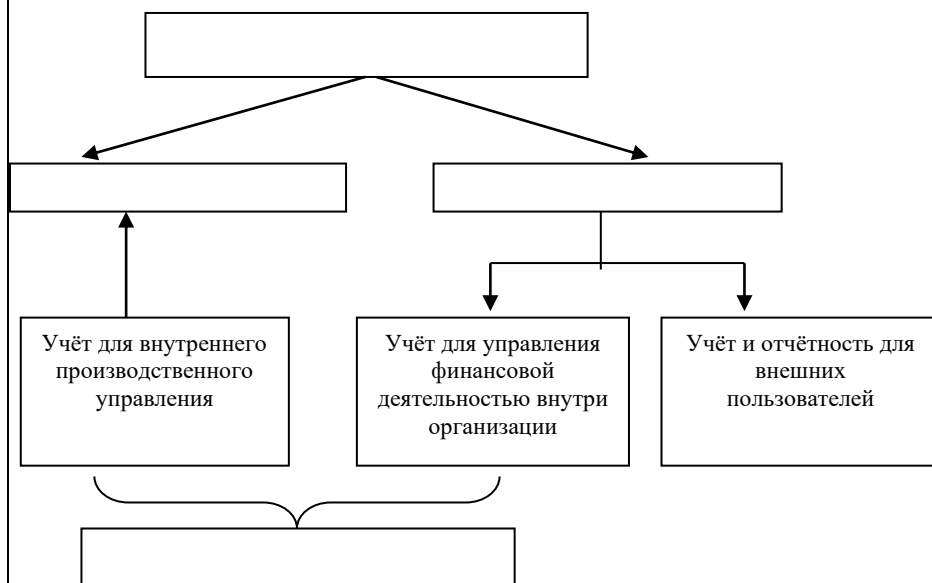 Учёт для внутреннего
производственного
управления
Учёт для управления
финансовой
деятельностью внутри
организации
Учёт и отчётность для
внешних
пользователей